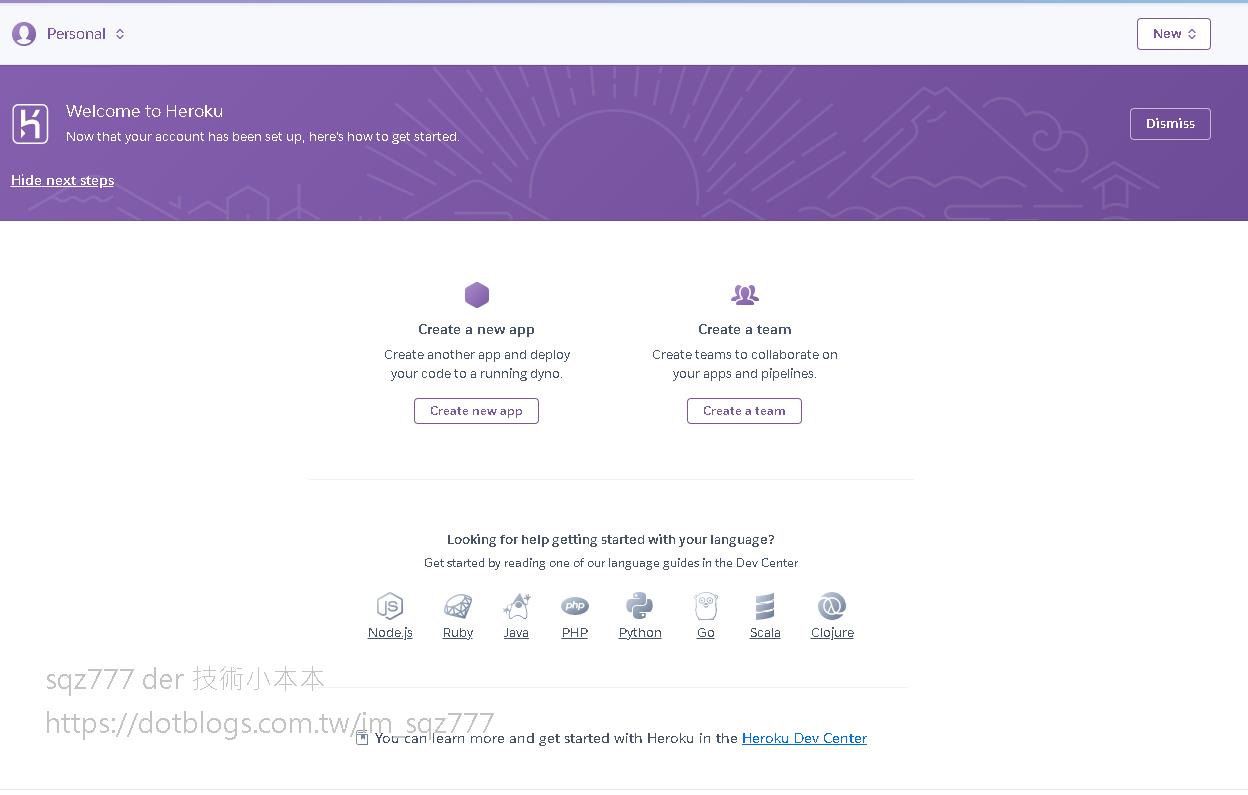 Personal
New
Welcome to Heroku
Now that your account has been set up, here's how to get started.
Dismiss
Hide next steps
Create a new app
Create another app and deploy
your code to a running dyno.
Create new app
Create a team
Create teams to collaborate on
your apps and pipelines.
Create a team
Looking for help getting started with your language?
Get started by reading one of our language guides in the Dev Center
JS
php
Node.js Ruby Java PHP Python Go Scala Clojure
sqz777 der 技術小本本
https://dotblogs.com.tw/im_sqz777
You can learn more and get started with Heroku in the Heroku Dev Center